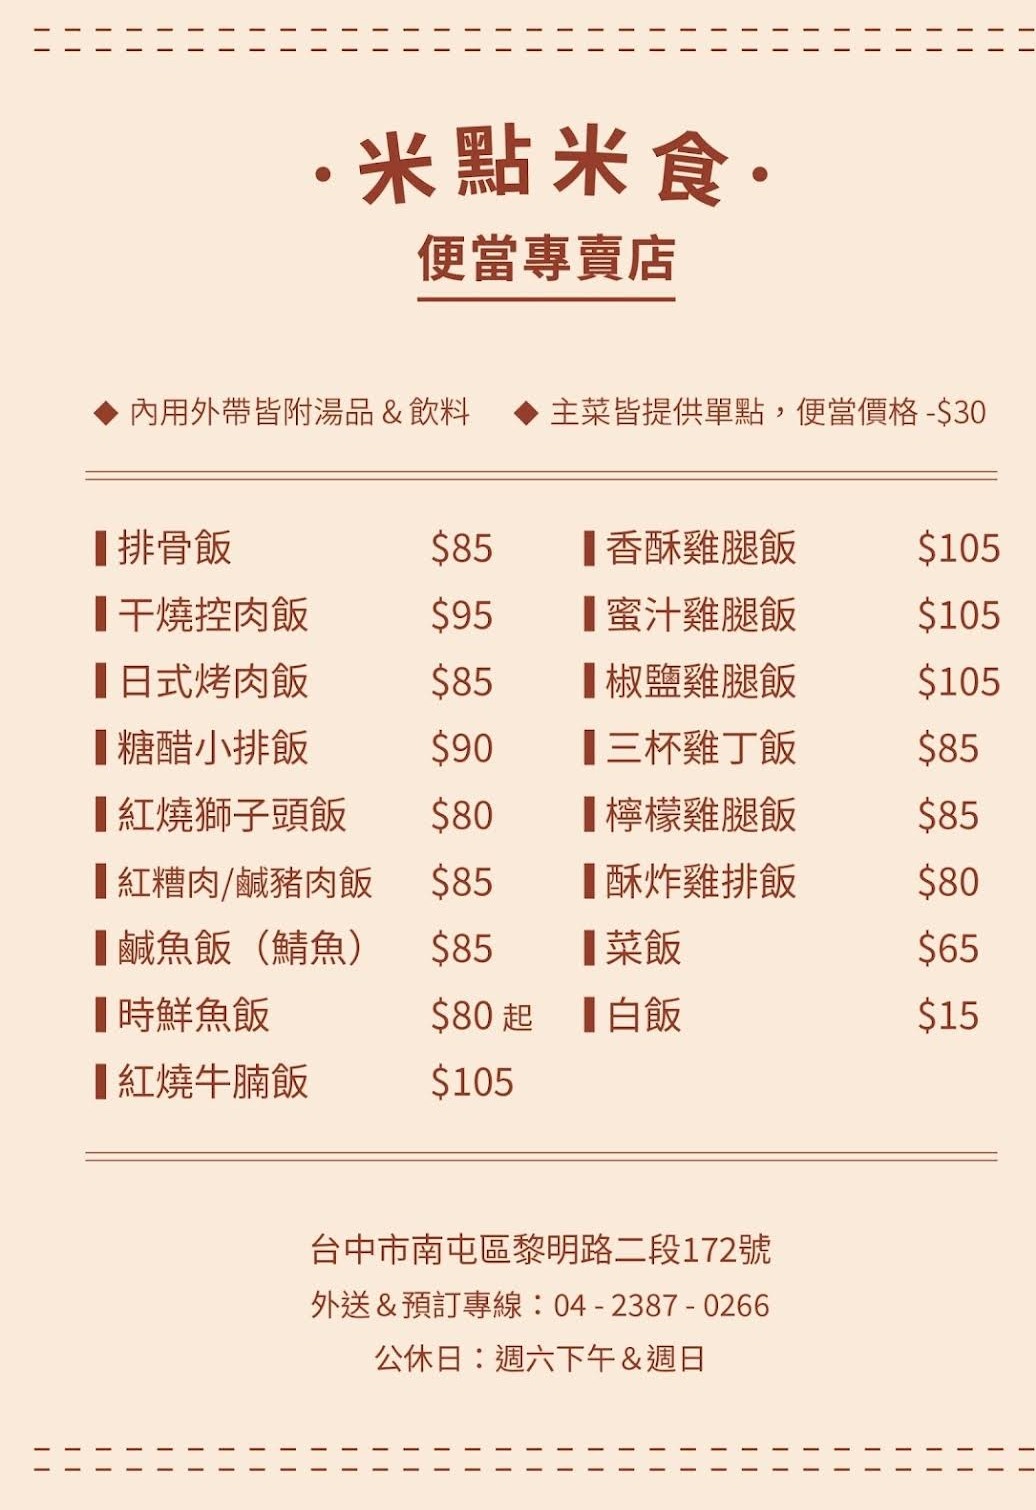 ·米點米食·
便當專賣店
◆ 內用外帶皆附湯品 & 飲料 ◆ 主菜皆提供單點，便當價格 -$30
排骨飯 $85
干燒控肉飯 $95
日式烤肉飯 $85
糖醋小排飯 $90
紅燒獅子頭飯 $80
紅糟肉/鹹豬肉飯 $85
鹹魚飯（鯖魚） $85
時鮮魚飯 $80 起
紅燒牛腩飯 $105
香酥雞腿飯 $105
蜜汁雞腿飯 $105
椒鹽雞腿飯 $105
三杯雞丁飯 $85
檸檬雞腿飯 $85
酥炸雞排飯 $80
菜飯 $65
白飯 $15
台中市南屯區黎明路二段172號
外送＆預訂專線：04 - 2387 - 0266
公休日：週六下午＆週日